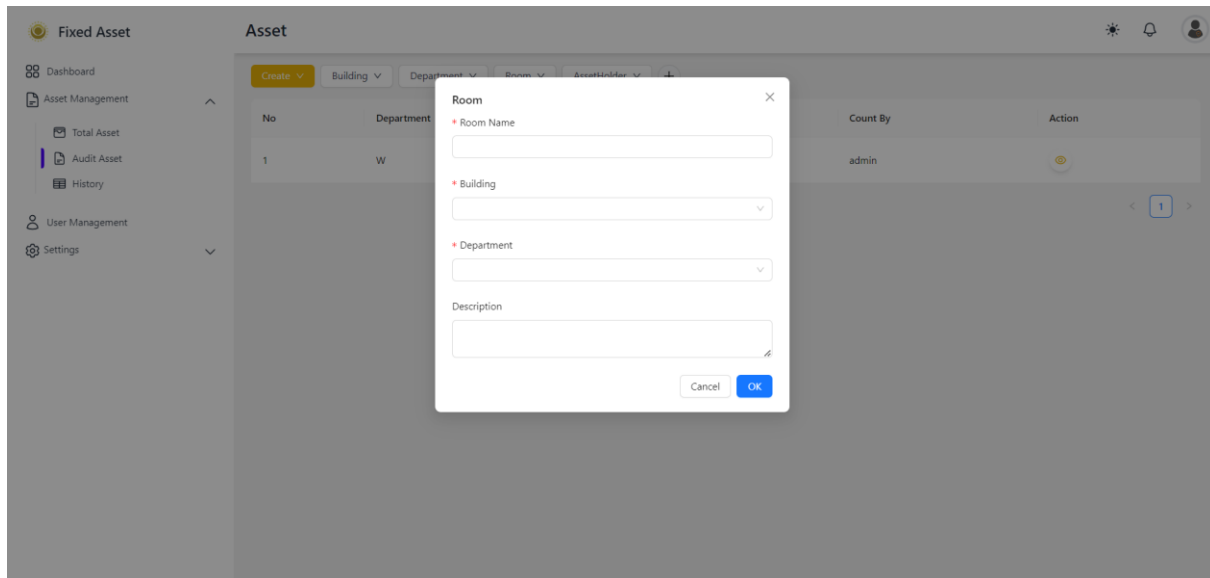 Fixed Asset
Asset
Dashboard
Asset Management
Total Asset
Audit Asset
History
User Management
Settings
Create
Building
Department
Room
AssetHolder
No
Department
Count By
Action
1
W
admin
1
Room
* Room Name
* Building
* Department
Description
Cancel
OK